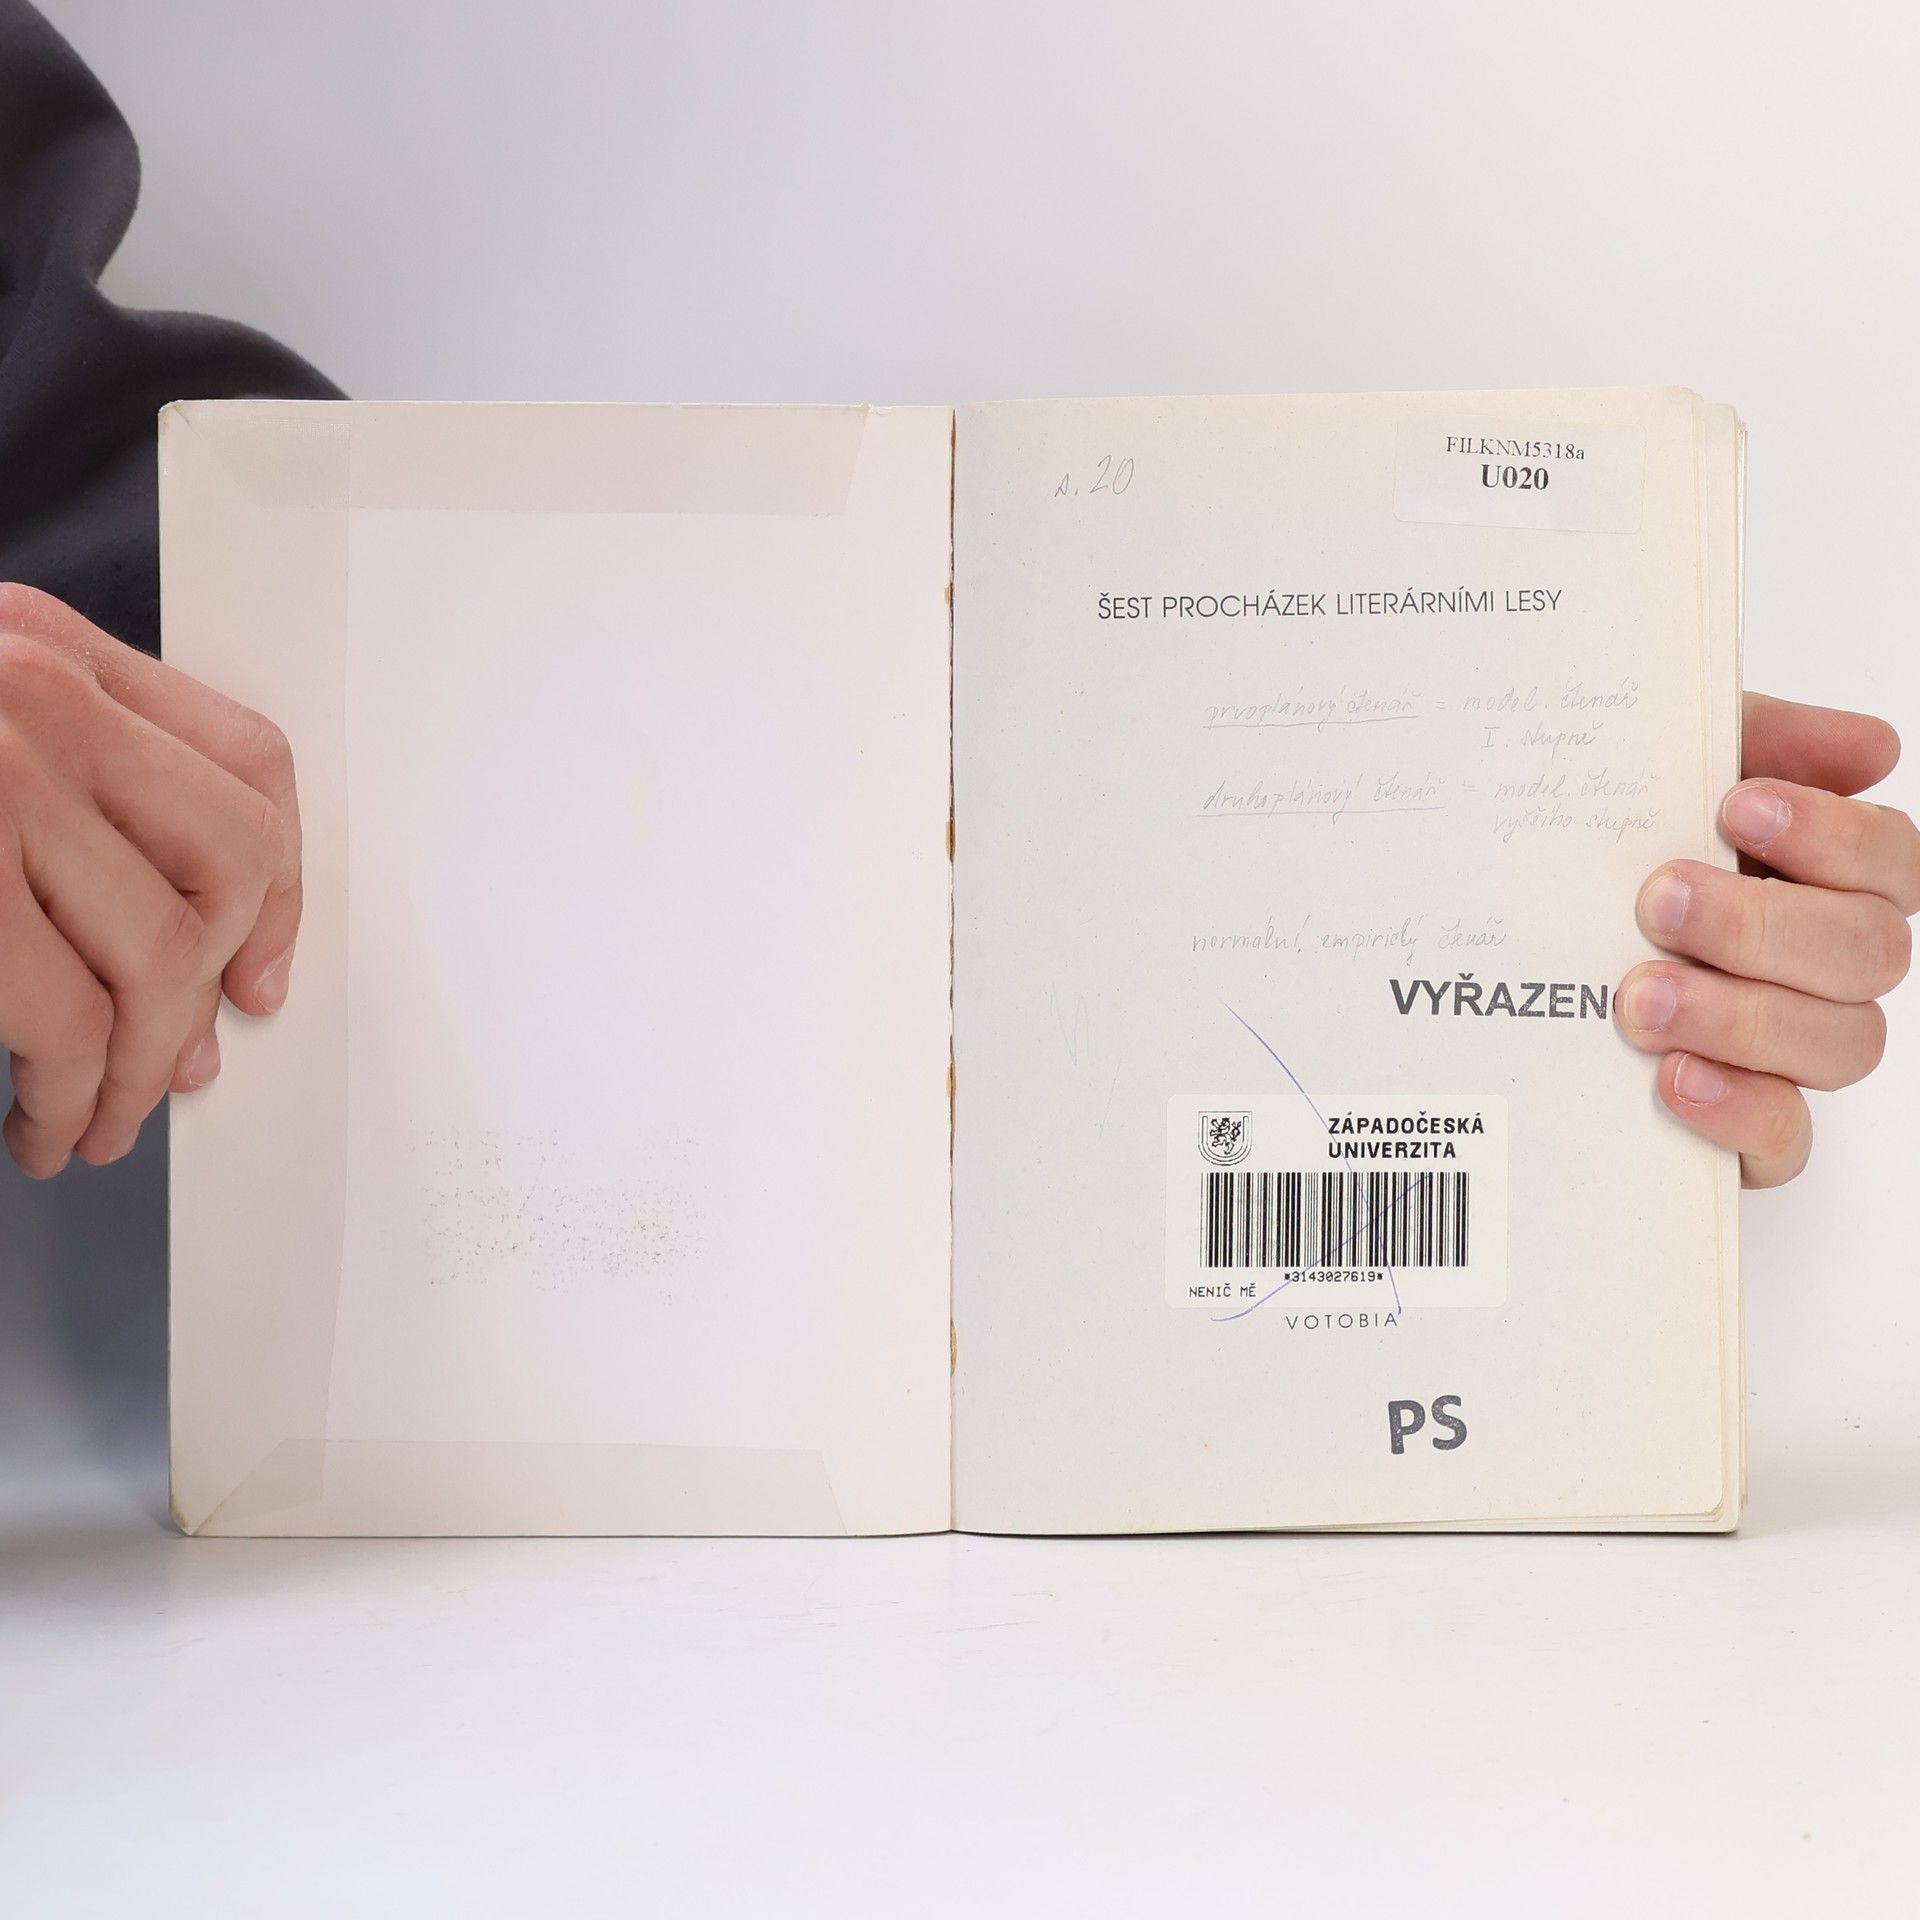 s. 20
FILKNM5318a
U020
ŠEST PROCHÁZEK LITERÁRNÍMI LESY
prvoplánový čtenář = model. čtenář
I. stupně
druhoplánový čtenář = model. čtenář
vyššího stupně
normální, empirický čtenář
VYŘAZEN
ZÁPADOČESKÁ
UNIVERZITA
*3143027619*
NENIČ MĚ
VOTOBIA
PS